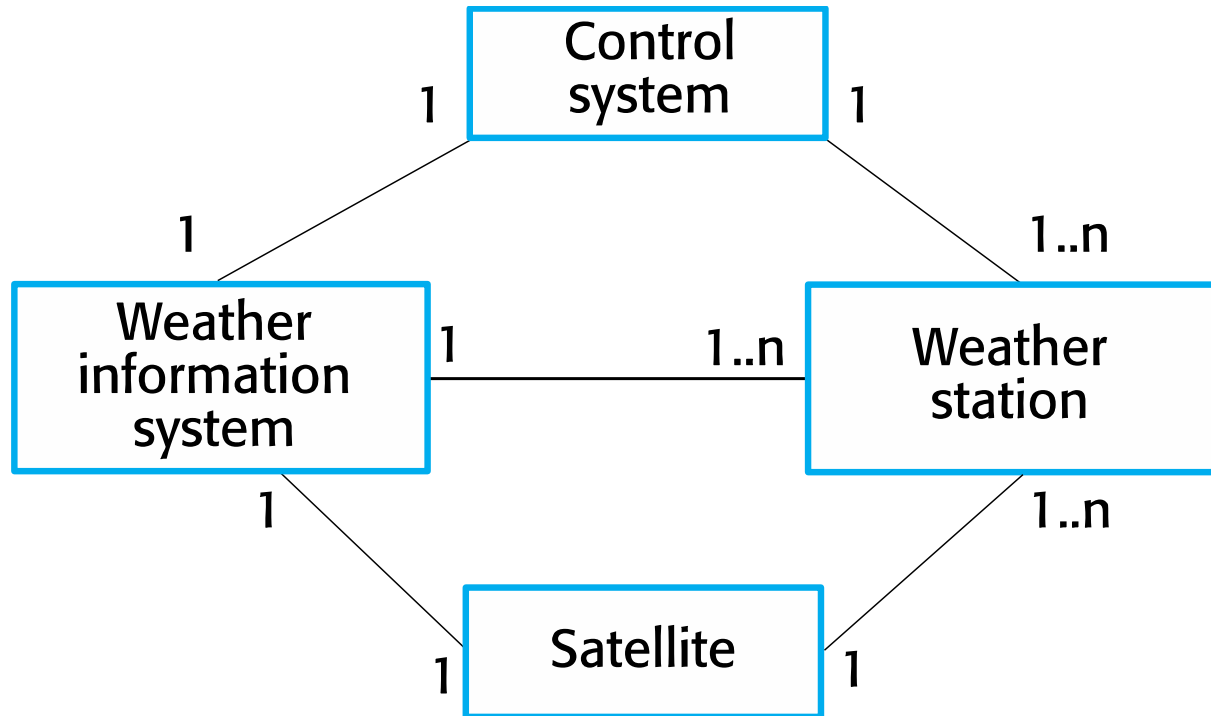 Control
system
1
1
1
1..n
Weather
information
system
1
1..n
Weather
station
1
1..n
Satellite
1
1